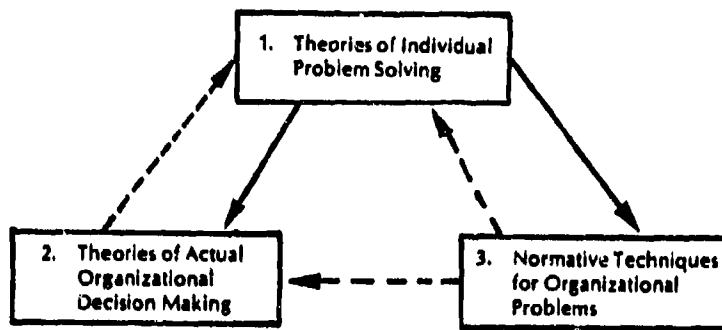 1. Theories of Individual
Problem Solving
2. Theories of Actual
Organizational
Decision Making
3. Normative Techniques
for Organizational
Problems